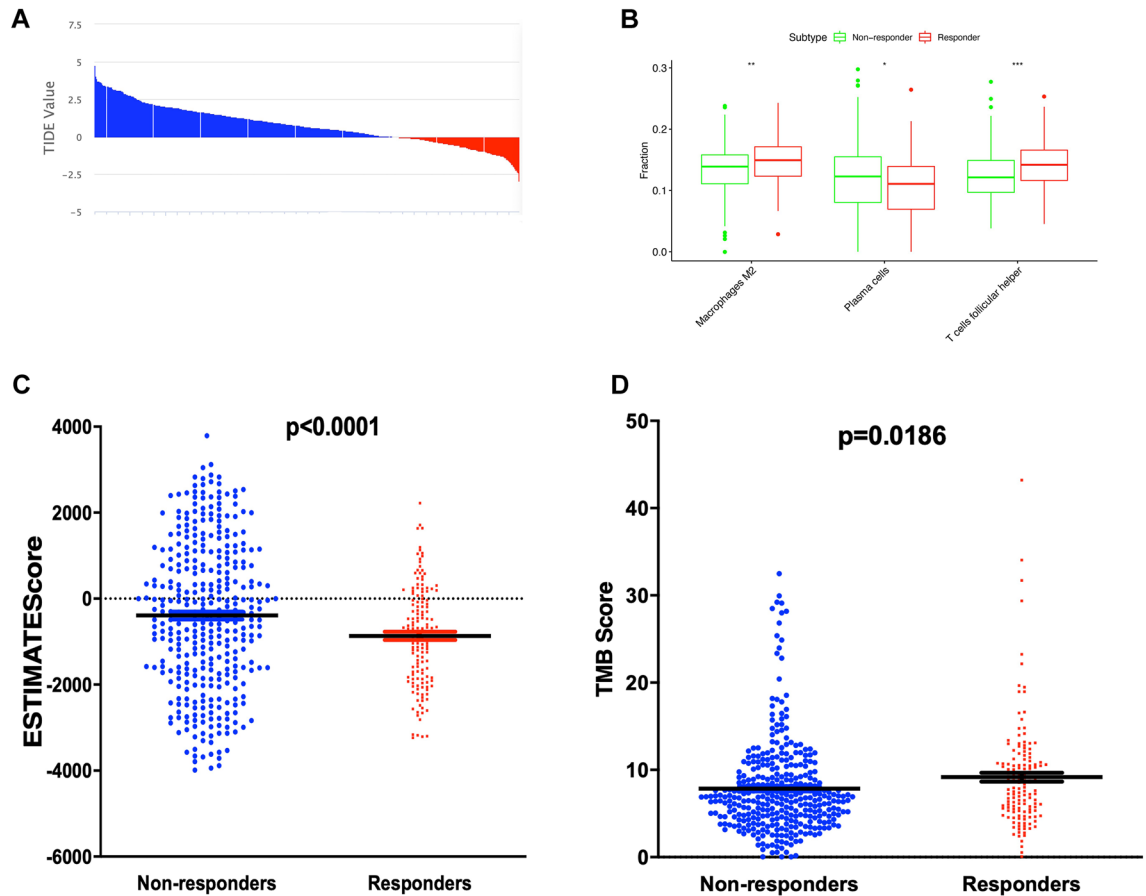 A
7.5
5
2.5
0
−2.5
−5
TIDE Value
B
Subtype Non-responder Responder
** * ***
0.3
0.2
0.1
0.0
Fraction
Macrophages M2
Plasma cells
T cells follicular helper
C
p<0.0001
4000
2000
0
-2000
-4000
-6000
ESTIMATEScore
Non-responders Responders
D
p=0.0186
50
40
30
20
10
0
TMB Score
Non-responders Responders